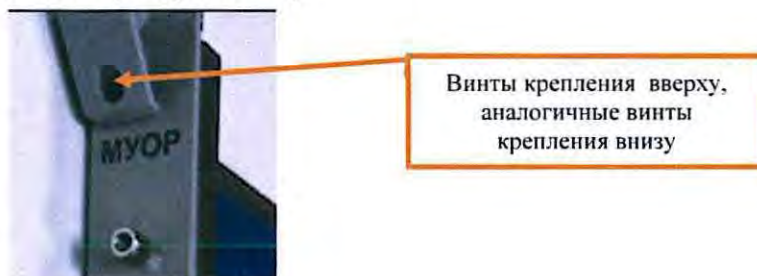 МУОР
Винты крепления вверху,
аналогичные винты
крепления внизу